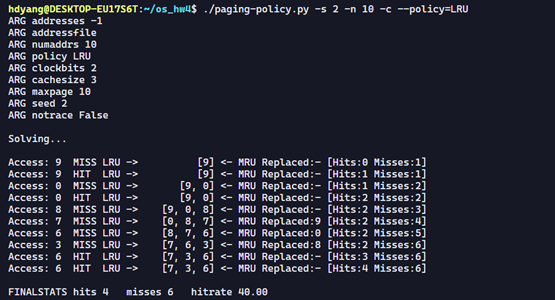 hdyang@DESKTOP-EU17S6T:~/os_hw4$ ./paging-policy.py -s 2 -n 10 -c --policy=LRU
ARG addresses -1
ARG addressfile
ARG numaddrs 10
ARG policy LRU
ARG clockbits 2
ARG cachesize 3
ARG maxpage 10
ARG seed 2
ARG notrace False
Solving...
Access: 9  MISS LRU ->          [9] <- MRU Replaced:- [Hits:0 Misses:1]
Access: 9  HIT  LRU ->          [9] <- MRU Replaced:- [Hits:1 Misses:1]
Access: 0  MISS LRU ->       [9, 0] <- MRU Replaced:- [Hits:1 Misses:2]
Access: 0  HIT  LRU ->       [9, 0] <- MRU Replaced:- [Hits:2 Misses:2]
Access: 8  MISS LRU ->    [9, 0, 8] <- MRU Replaced:- [Hits:2 Misses:3]
Access: 7  MISS LRU ->    [0, 8, 7] <- MRU Replaced:9 [Hits:2 Misses:4]
Access: 6  MISS LRU ->    [8, 7, 6] <- MRU Replaced:0 [Hits:2 Misses:5]
Access: 3  MISS LRU ->    [7, 6, 3] <- MRU Replaced:8 [Hits:2 Misses:6]
Access: 6  HIT  LRU ->    [7, 3, 6] <- MRU Replaced:- [Hits:3 Misses:6]
Access: 6  HIT  LRU ->    [7, 3, 6] <- MRU Replaced:- [Hits:4 Misses:6]
FINALSTATS hits 4   misses 6   hitrate 40.00